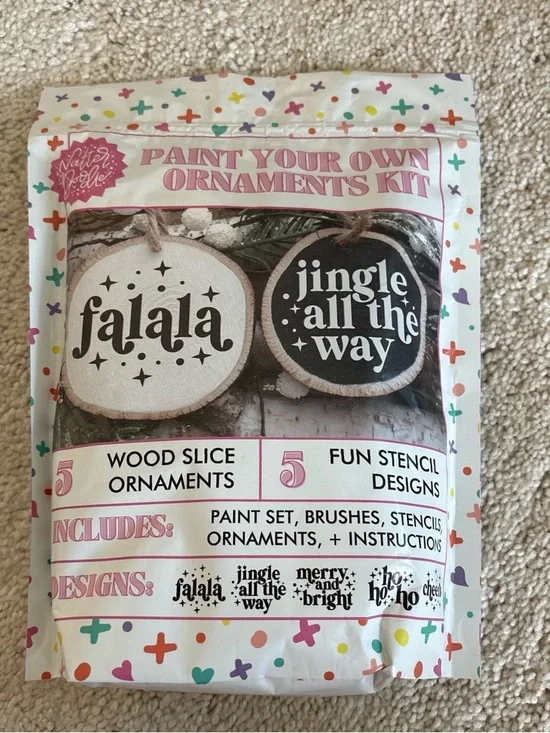 Natter
Doodle
PAINT YOUR OWN
ORNAMENTS KIT
falala
jingle
all the
way
5 WOOD SLICE
ORNAMENTS
5 FUN STENCIL
DESIGNS
INCLUDES: PAINT SET, BRUSHES, STENCILS,
ORNAMENTS, + INSTRUCTIONS
DESIGNS:
falala
jingle
all the
way
merry
and
bright
ho
ho ho